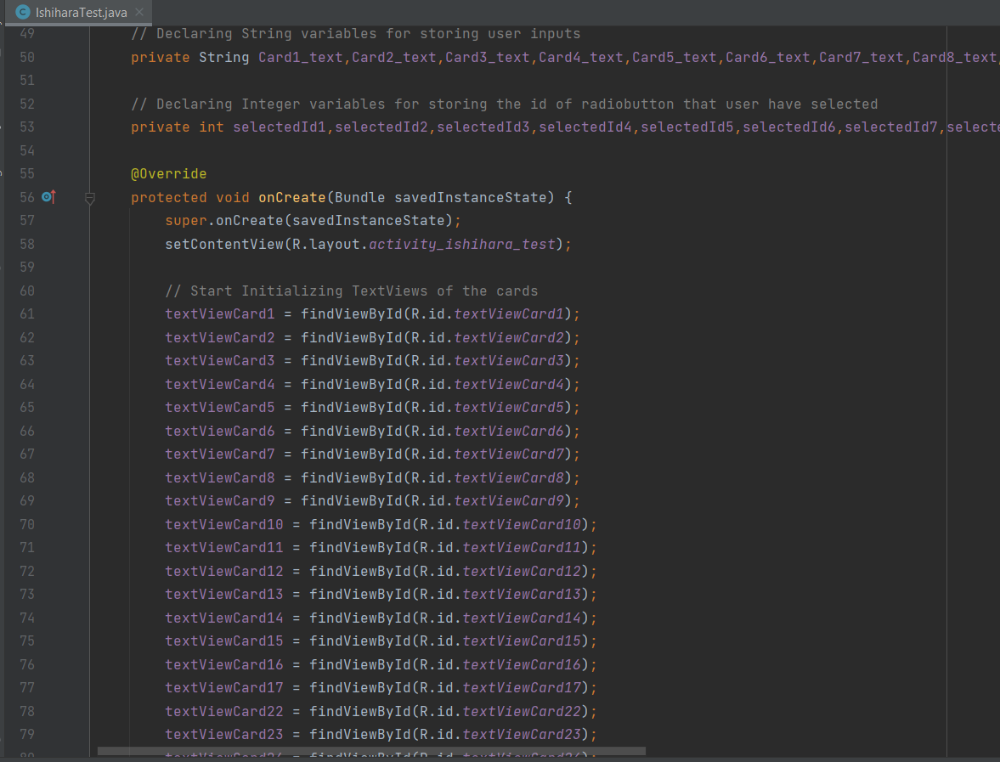 IshiharaTest.java
49 // Declaring String variables for storing user inputs
50 private String Card1_text,Card2_text,Card3_text,Card4_text,Card5_text,Card6_text,Card7_text,Card8_text,
51
52 // Declaring Integer variables for storing the id of radiobutton that user have selected
53 private int selectedId1,selectedId2,selectedId3,selectedId4,selectedId5,selectedId6,selectedId7,selecte
54
55 @Override
56 protected void onCreate(Bundle savedInstanceState) {
57 super.onCreate(savedInstanceState);
58 setContentView(R.layout.activity_ishihara_test);
59
60 // Start Initializing TextViews of the cards
61 textViewCard1 = findViewById(R.id.textViewCard1);
62 textViewCard2 = findViewById(R.id.textViewCard2);
63 textViewCard3 = findViewById(R.id.textViewCard3);
64 textViewCard4 = findViewById(R.id.textViewCard4);
65 textViewCard5 = findViewById(R.id.textViewCard5);
66 textViewCard6 = findViewById(R.id.textViewCard6);
67 textViewCard7 = findViewById(R.id.textViewCard7);
68 textViewCard8 = findViewById(R.id.textViewCard8);
69 textViewCard9 = findViewById(R.id.textViewCard9);
70 textViewCard10 = findViewById(R.id.textViewCard10);
71 textViewCard11 = findViewById(R.id.textViewCard11);
72 textViewCard12 = findViewById(R.id.textViewCard12);
73 textViewCard13 = findViewById(R.id.textViewCard13);
74 textViewCard14 = findViewById(R.id.textViewCard14);
75 textViewCard15 = findViewById(R.id.textViewCard15);
76 textViewCard16 = findViewById(R.id.textViewCard16);
77 textViewCard17 = findViewById(R.id.textViewCard17);
78 textViewCard22 = findViewById(R.id.textViewCard22);
79 textViewCard23 = findViewById(R.id.textViewCard23);